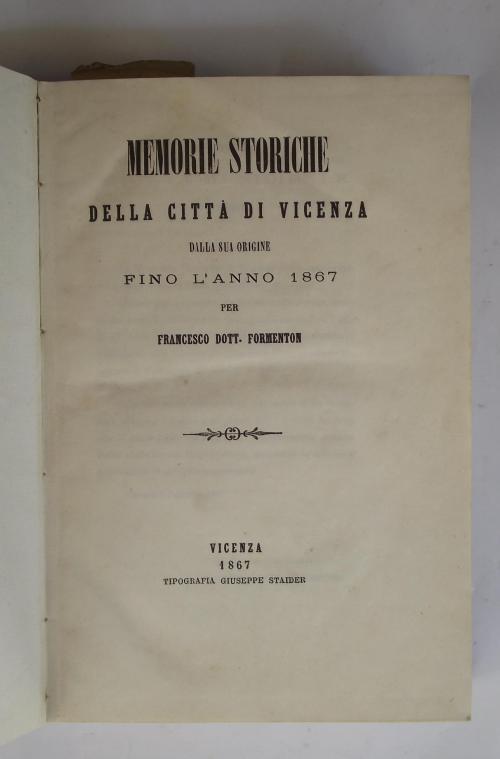 MEMORIE STORICHE
DELLA CITTÀ DI VICENZA
DALLA SUA ORIGINE
FINO L'ANNO 1867
PER
FRANCESCO DOTT. FORMENTON
VICENZA
1867
TIPOGRAFIA GIUSEPPE STAIDER